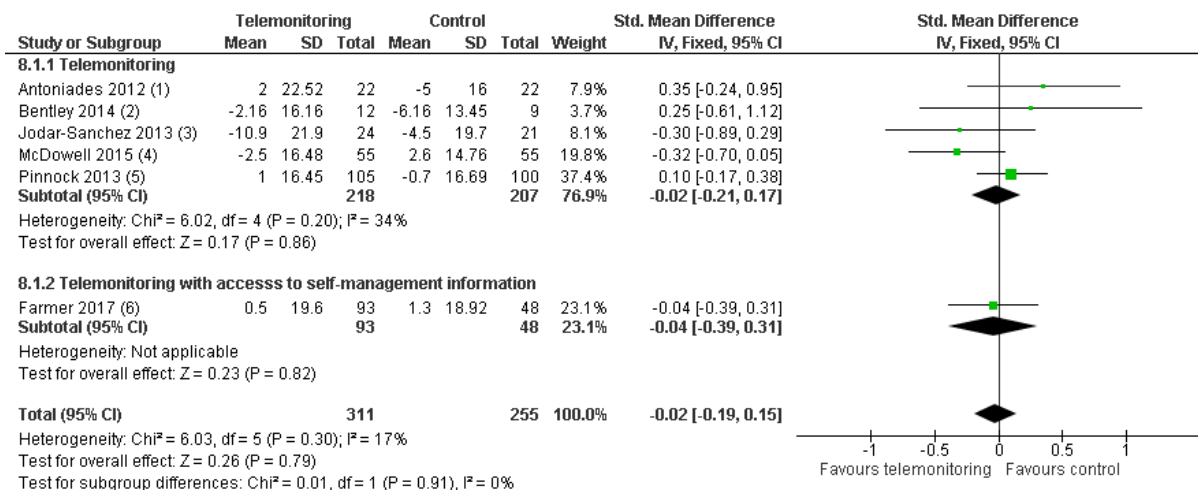 Telemonitoring Control Std. Mean Difference Std. Mean Difference
Study or Subgroup Mean SD Total Mean SD Total Weight IV, Fixed, 95% CI IV, Fixed, 95% CI
8.1.1 Telemonitoring
Antoniades 2012 (1) 2 22.52 22 -5 16 22 7.9% 0.35 [-0.24, 0.95]
Bentley 2014 (2) -2.16 16.16 12 -6.16 13.45 9 3.7% 0.25 [-0.61, 1.12]
Jodar-Sanchez 2013 (3) -10.9 21.9 24 -4.5 19.7 21 8.1% -0.30 [-0.89, 0.29]
McDowell 2015 (4) -2.5 16.48 55 2.6 14.76 55 19.8% -0.32 [-0.70, 0.05]
Pinnock 2013 (5) 1 16.45 105 -0.7 16.69 100 37.4% 0.10 [-0.17, 0.38]
Subtotal (95% CI) 218 207 76.9% -0.02 [-0.21, 0.17]
Heterogeneity: Chi² = 6.02, df = 4 (P = 0.20); I² = 34%
Test for overall effect: Z = 0.17 (P = 0.86)
8.1.2 Telemonitoring with accesss to self-management information
Farmer 2017 (6) 0.5 19.6 93 1.3 18.92 48 23.1% -0.04 [-0.39, 0.31]
Subtotal (95% CI) 93 48 23.1% -0.04 [-0.39, 0.31]
Heterogeneity: Not applicable
Test for overall effect: Z = 0.23 (P = 0.82)
Total (95% CI) 311 255 100.0% -0.02 [-0.19, 0.15]
Heterogeneity: Chi² = 6.03, df = 5 (P = 0.30); I² = 17%
Test for overall effect: Z = 0.26 (P = 0.79)
Test for subgroup differences: Chi² = 0.01, df = 1 (P = 0.91), I² = 0%
-1 -0.5 0 0.5 1
Favours telemonitoring Favours control